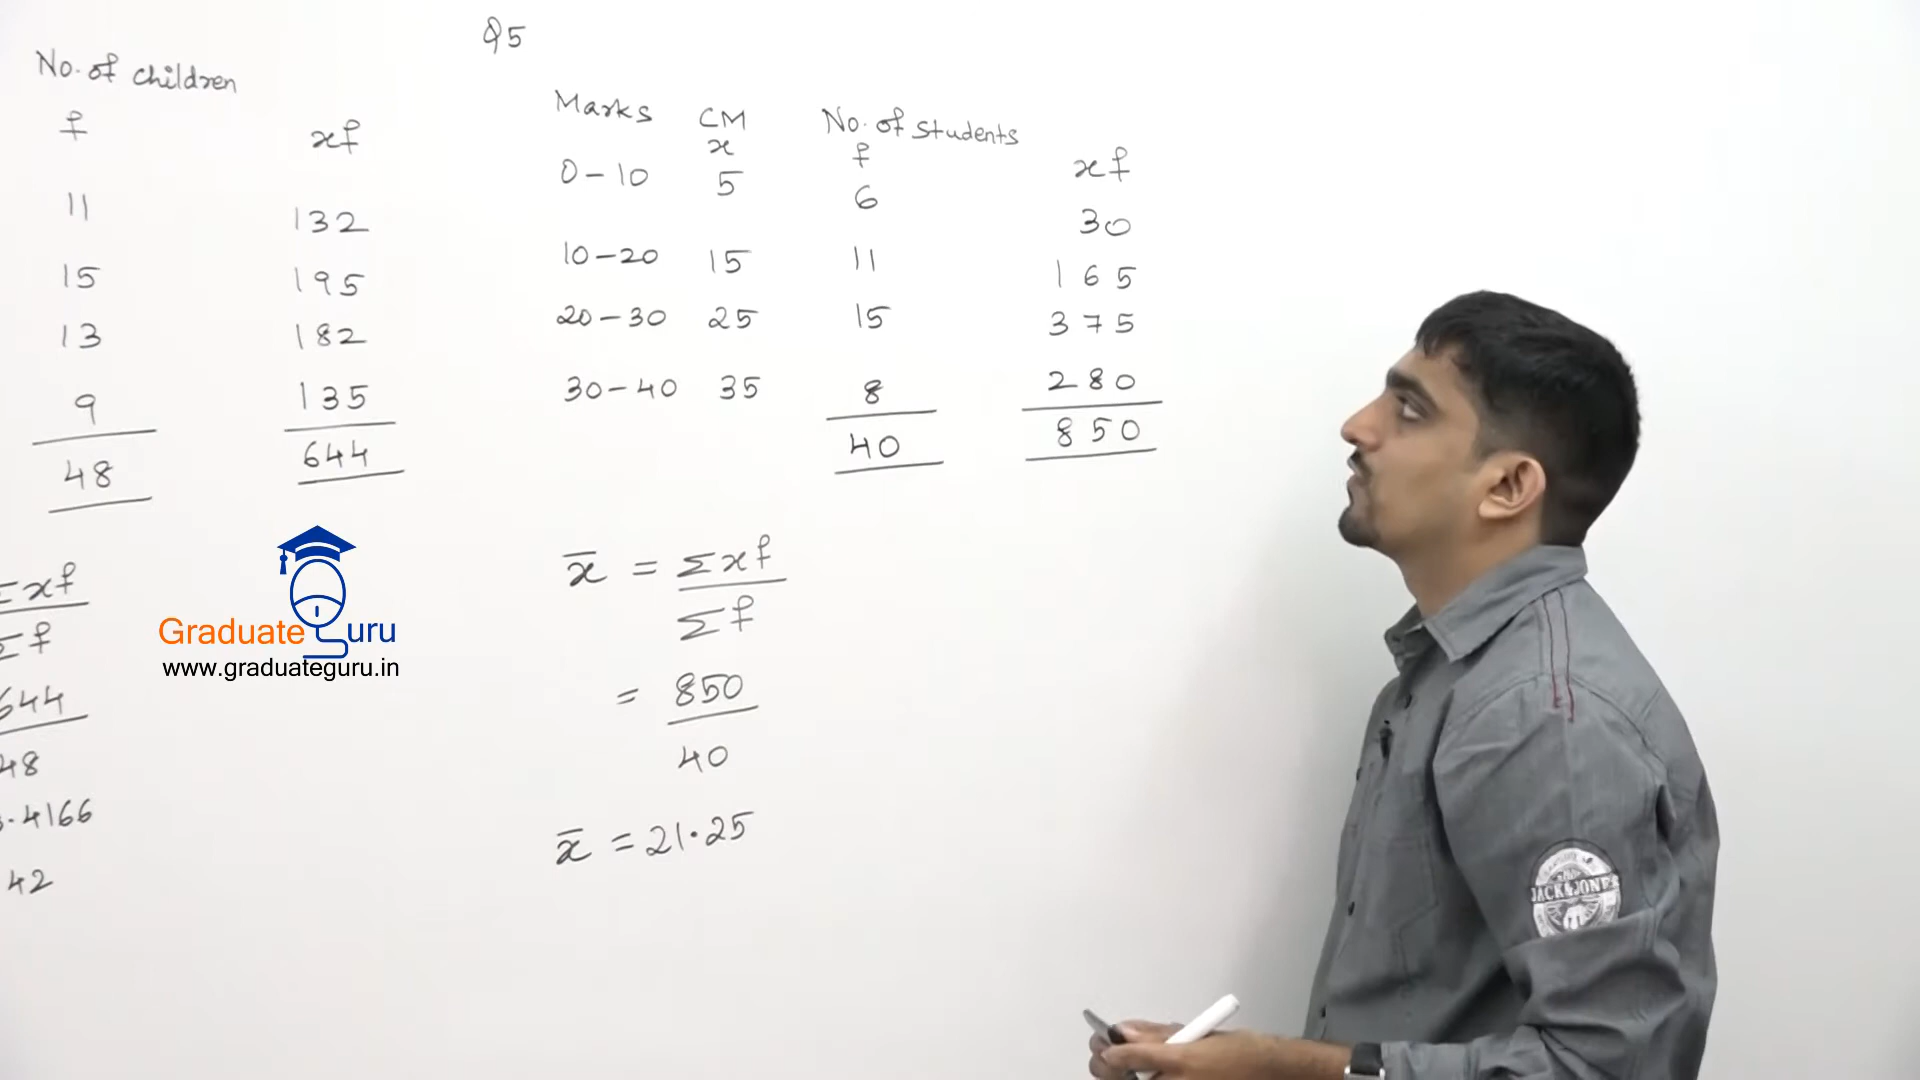 No. of children
f xf
11 132
15 195
13 182
9 135
48 644
Σxf
Σf
644
48
.4166
42
Graduate Guru
www.graduateguru.in
Q5
Marks CM No. of Students
x f xf
0-10 5 6 30
10-20 15 11 165
20-30 25 15 375
30-40 35 8 280
40 850
x̄ = Σxf
Σf
= 850
40
x̄ = 21.25
JACK&JONES